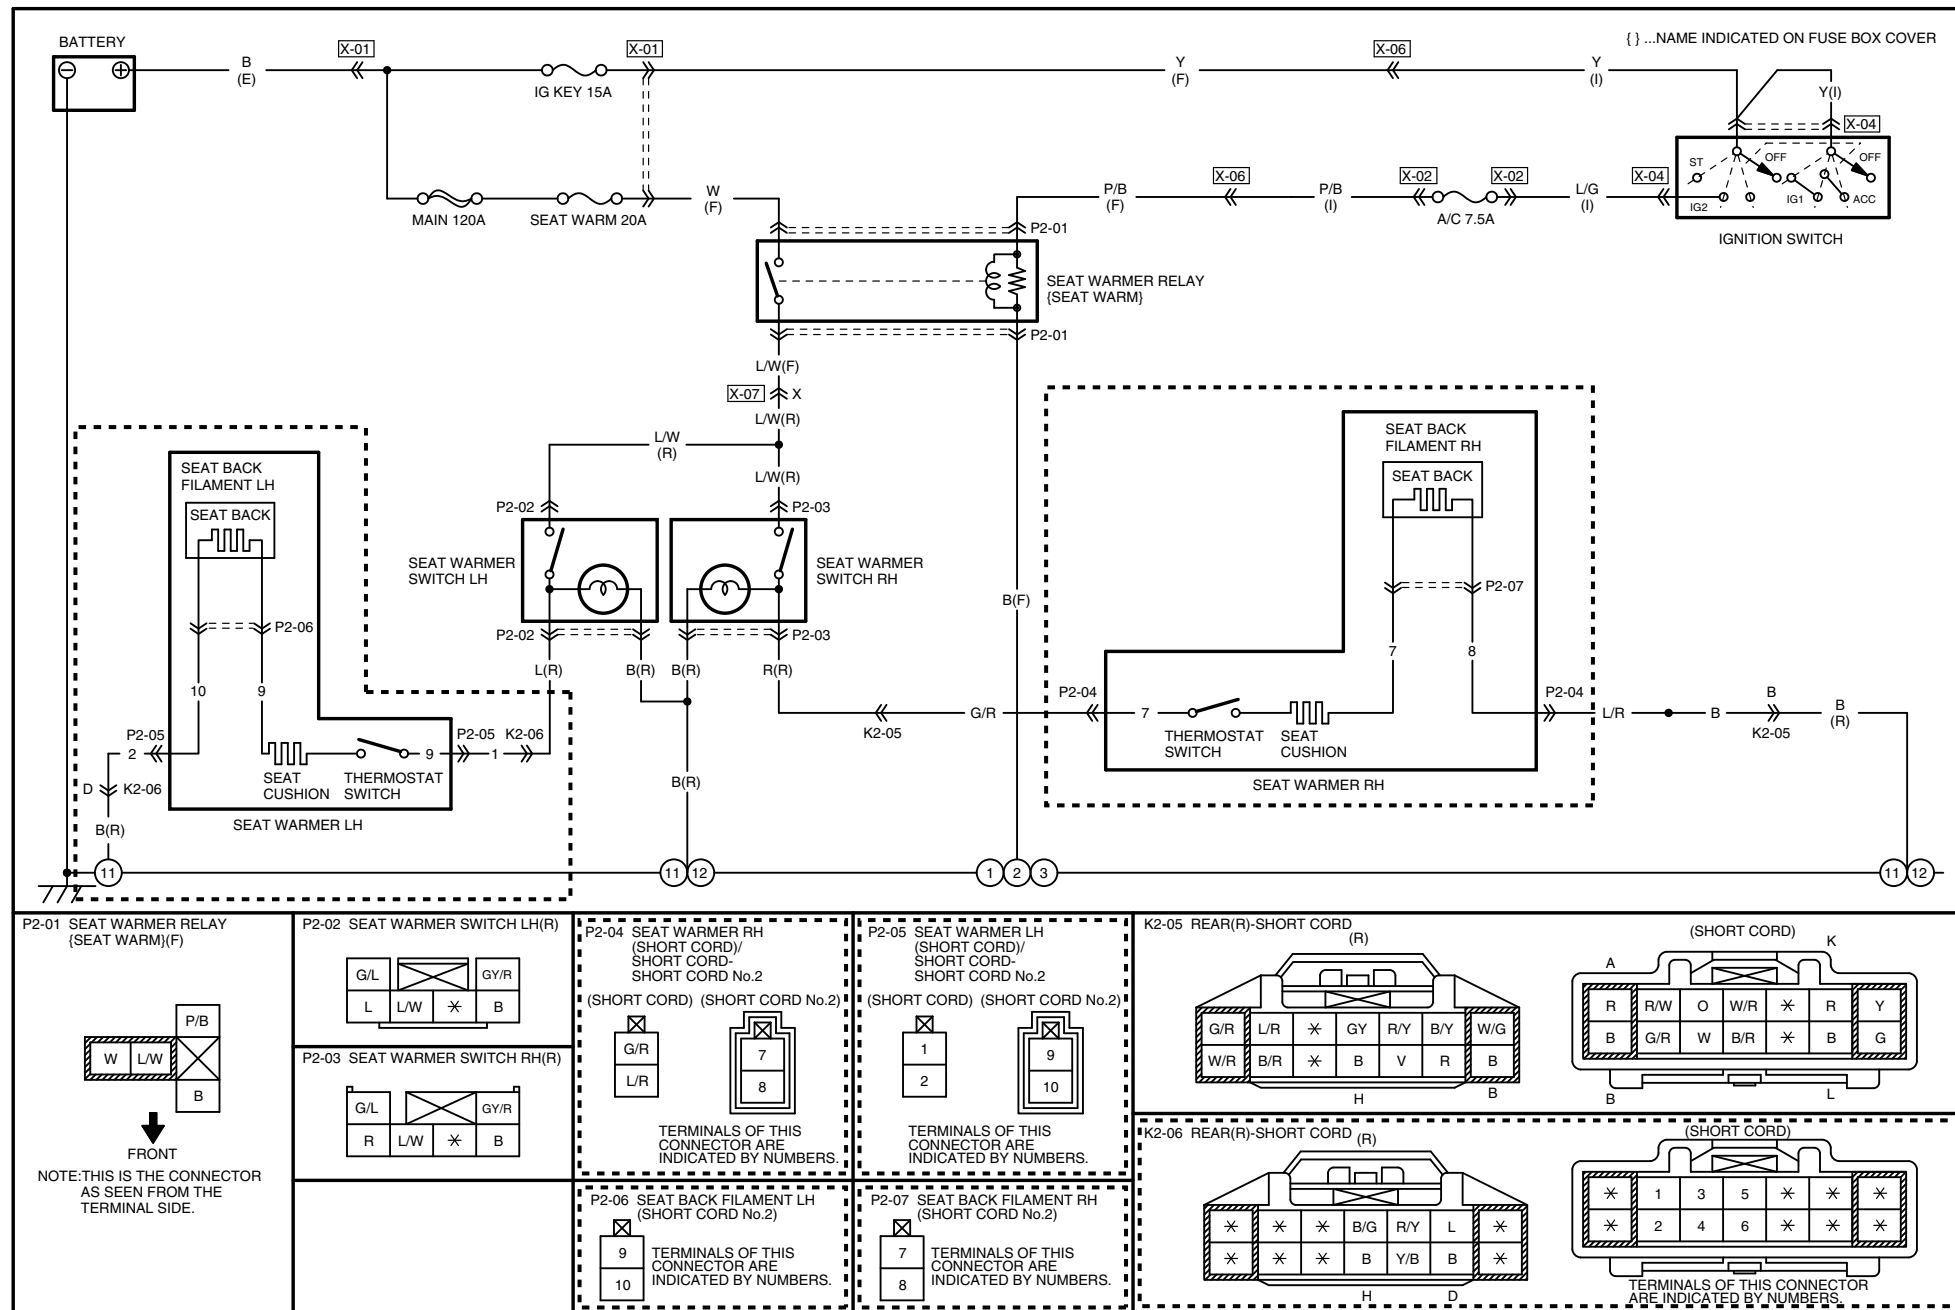 BATTERY
X-01
X-01
X-06
{ } ...NAME INDICATED ON FUSE BOX COVER
B
(E)
IG KEY 15A
Y
(F)
Y
(I)
Y(I)
X-04
ST
OFF
OFF
IG2
IG1
ACC
IGNITION SWITCH
MAIN 120A
SEAT WARM 20A
W
(F)
P/B
(F)
X-06
P/B
(I)
X-02
X-02
A/C 7.5A
L/G
(I)
X-04
P2-01
SEAT WARMER RELAY
{SEAT WARM}
P2-01
L/W(F)
X-07
X
L/W(R)
L/W
(R)
L/W(R)
P2-02
P2-03
SEAT WARMER
SWITCH LH
SEAT WARMER
SWITCH RH
P2-02
P2-03
L(R)
B(R)
B(R)
R(R)
B(R)
B(F)
SEAT BACK
FILAMENT LH
SEAT BACK
P2-06
10
9
P2-05
2
P2-05
K2-06
9
1
D
K2-06
SEAT
CUSHION
THERMOSTAT
SWITCH
B(R)
SEAT WARMER LH
SEAT BACK
FILAMENT RH
SEAT BACK
P2-07
7
8
K2-05
G/R
P2-04
7
THERMOSTAT
SWITCH
SEAT
CUSHION
P2-04
SEAT WARMER RH
L/R
B
B
K2-05
B
(R)
11
11
12
1
2
3
11
12
P2-01 SEAT WARMER RELAY
{SEAT WARM}(F)
P/B
W
L/W
B
FRONT
NOTE:THIS IS THE CONNECTOR
AS SEEN FROM THE
TERMINAL SIDE.
P2-02 SEAT WARMER SWITCH LH(R)
G/L
GY/R
L
L/W
*
B
P2-03 SEAT WARMER SWITCH RH(R)
G/L
GY/R
R
L/W
*
B
P2-04 SEAT WARMER RH
(SHORT CORD)/
SHORT CORD-
SHORT CORD No.2
(SHORT CORD) (SHORT CORD No.2)
G/R
L/R
7
8
TERMINALS OF THIS
CONNECTOR ARE
INDICATED BY NUMBERS.
P2-05 SEAT WARMER LH
(SHORT CORD)/
SHORT CORD-
SHORT CORD No.2
(SHORT CORD) (SHORT CORD No.2)
1
2
9
10
TERMINALS OF THIS
CONNECTOR ARE
INDICATED BY NUMBERS.
P2-06 SEAT BACK FILAMENT LH
(SHORT CORD No.2)
9
10
TERMINALS OF THIS
CONNECTOR ARE
INDICATED BY NUMBERS.
P2-07 SEAT BACK FILAMENT RH
(SHORT CORD No.2)
7
8
TERMINALS OF THIS
CONNECTOR ARE
INDICATED BY NUMBERS.
K2-05 REAR(R)-SHORT CORD
(R)
G/R L/R * GY R/Y B/Y W/G
W/R B/R * B V R B
H
B
(SHORT CORD)
A
K
R R/W O W/R * R Y
B G/R W B/R * B G
B
L
K2-06 REAR(R)-SHORT CORD
(R)
* * * B/G R/Y L *
* * * B Y/B B *
H
D
(SHORT CORD)
* 1 3 5 * * *
* 2 4 6 * * *
TERMINALS OF THIS CONNECTOR
ARE INDICATED BY NUMBERS.